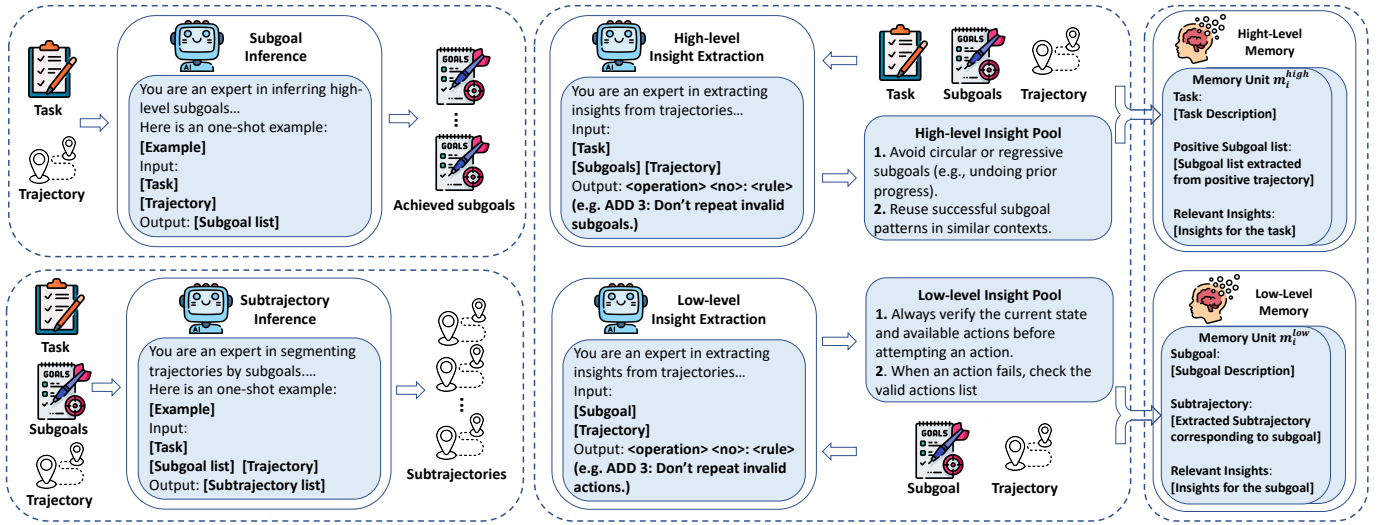 Task
Trajectory
AI
Subgoal
Inference
You are an expert in inferring high-
level subgoals...
Here is an one-shot example:
[Example]
Input:
[Task]
[Trajectory]
Output: [Subgoal list]
GOALS
GOALS
Achieved subgoals
AI
High-level
Insight Extraction
You are an expert in extracting
insights from trajectories...
Input:
[Task]
[Subgoals] [Trajectory]
Output: <operation> <no>: <rule>
(e.g. ADD 3: Don't repeat invalid
subgoals.)
GOALS
Task
Subgoals
Trajectory
High-level Insight Pool
1. Avoid circular or regressive
subgoals (e.g., undoing prior
progress).
2. Reuse successful subgoal
patterns in similar contexts.
High-Level
Memory
Memory Unit m_i^high
Task:
[Task Description]
Positive Subgoal list:
[Subgoal list extracted
from positive trajectory]
Relevant Insights:
[Insights for the task]
Task
GOALS
Subgoals
Trajectory
AI
Subtrajectory
Inference
You are an expert in segmenting
trajectories by subgoals....
Here is an one-shot example:
[Example]
Input:
[Task]
[Subgoal list] [Trajectory]
Output: [Subtrajectory list]
Subtrajectories
AI
Low-level
Insight Extraction
You are an expert in extracting
insights from trajectories...
Input:
[Subgoal]
[Trajectory]
Output: <operation> <no>: <rule>
(e.g. ADD 3: Don't repeat invalid
actions.)
Low-level Insight Pool
1. Always verify the current state
and available actions before
attempting an action.
2. When an action fails, check the
valid actions list
GOALS
Subgoal
Trajectory
Low-Level
Memory
Memory Unit m_i^low
Subgoal:
[Subgoal Description]
Subtrajectory:
[Extracted Subtrajectory
corresponding to subgoal]
Relevant Insights:
[Insights for the subgoal]